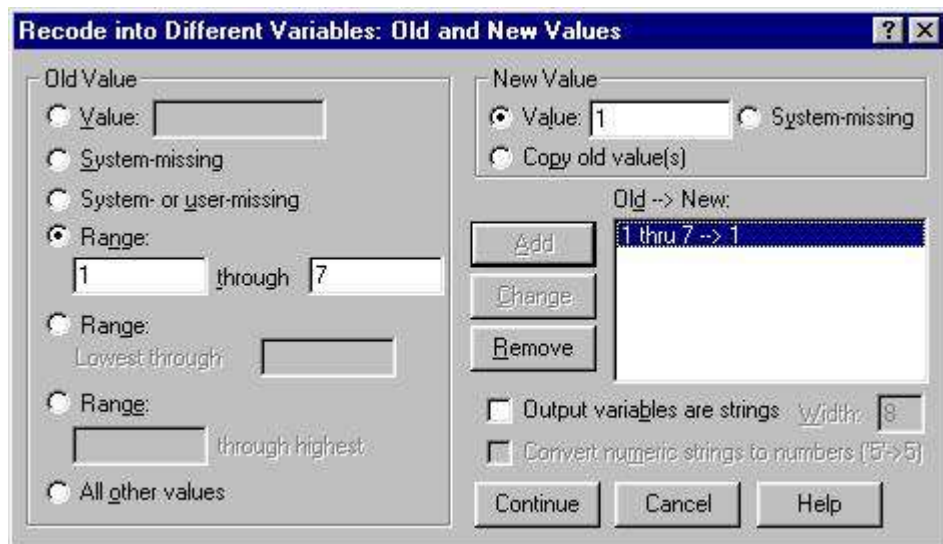 Recode into Different Variables: Old and New Values
Old Value
Value:
System-missing
System- or user-missing
Range:
1 through 7
Range:
Lowest through
Range:
through highest
All other values
New Value
Value: 1 System-missing
Copy old value(s)
Old --> New:
1 thru 7 --> 1
Add
Change
Remove
Output variables are strings Width: 8
Convert numeric strings to numbers ('5'->5)
Continue Cancel Help